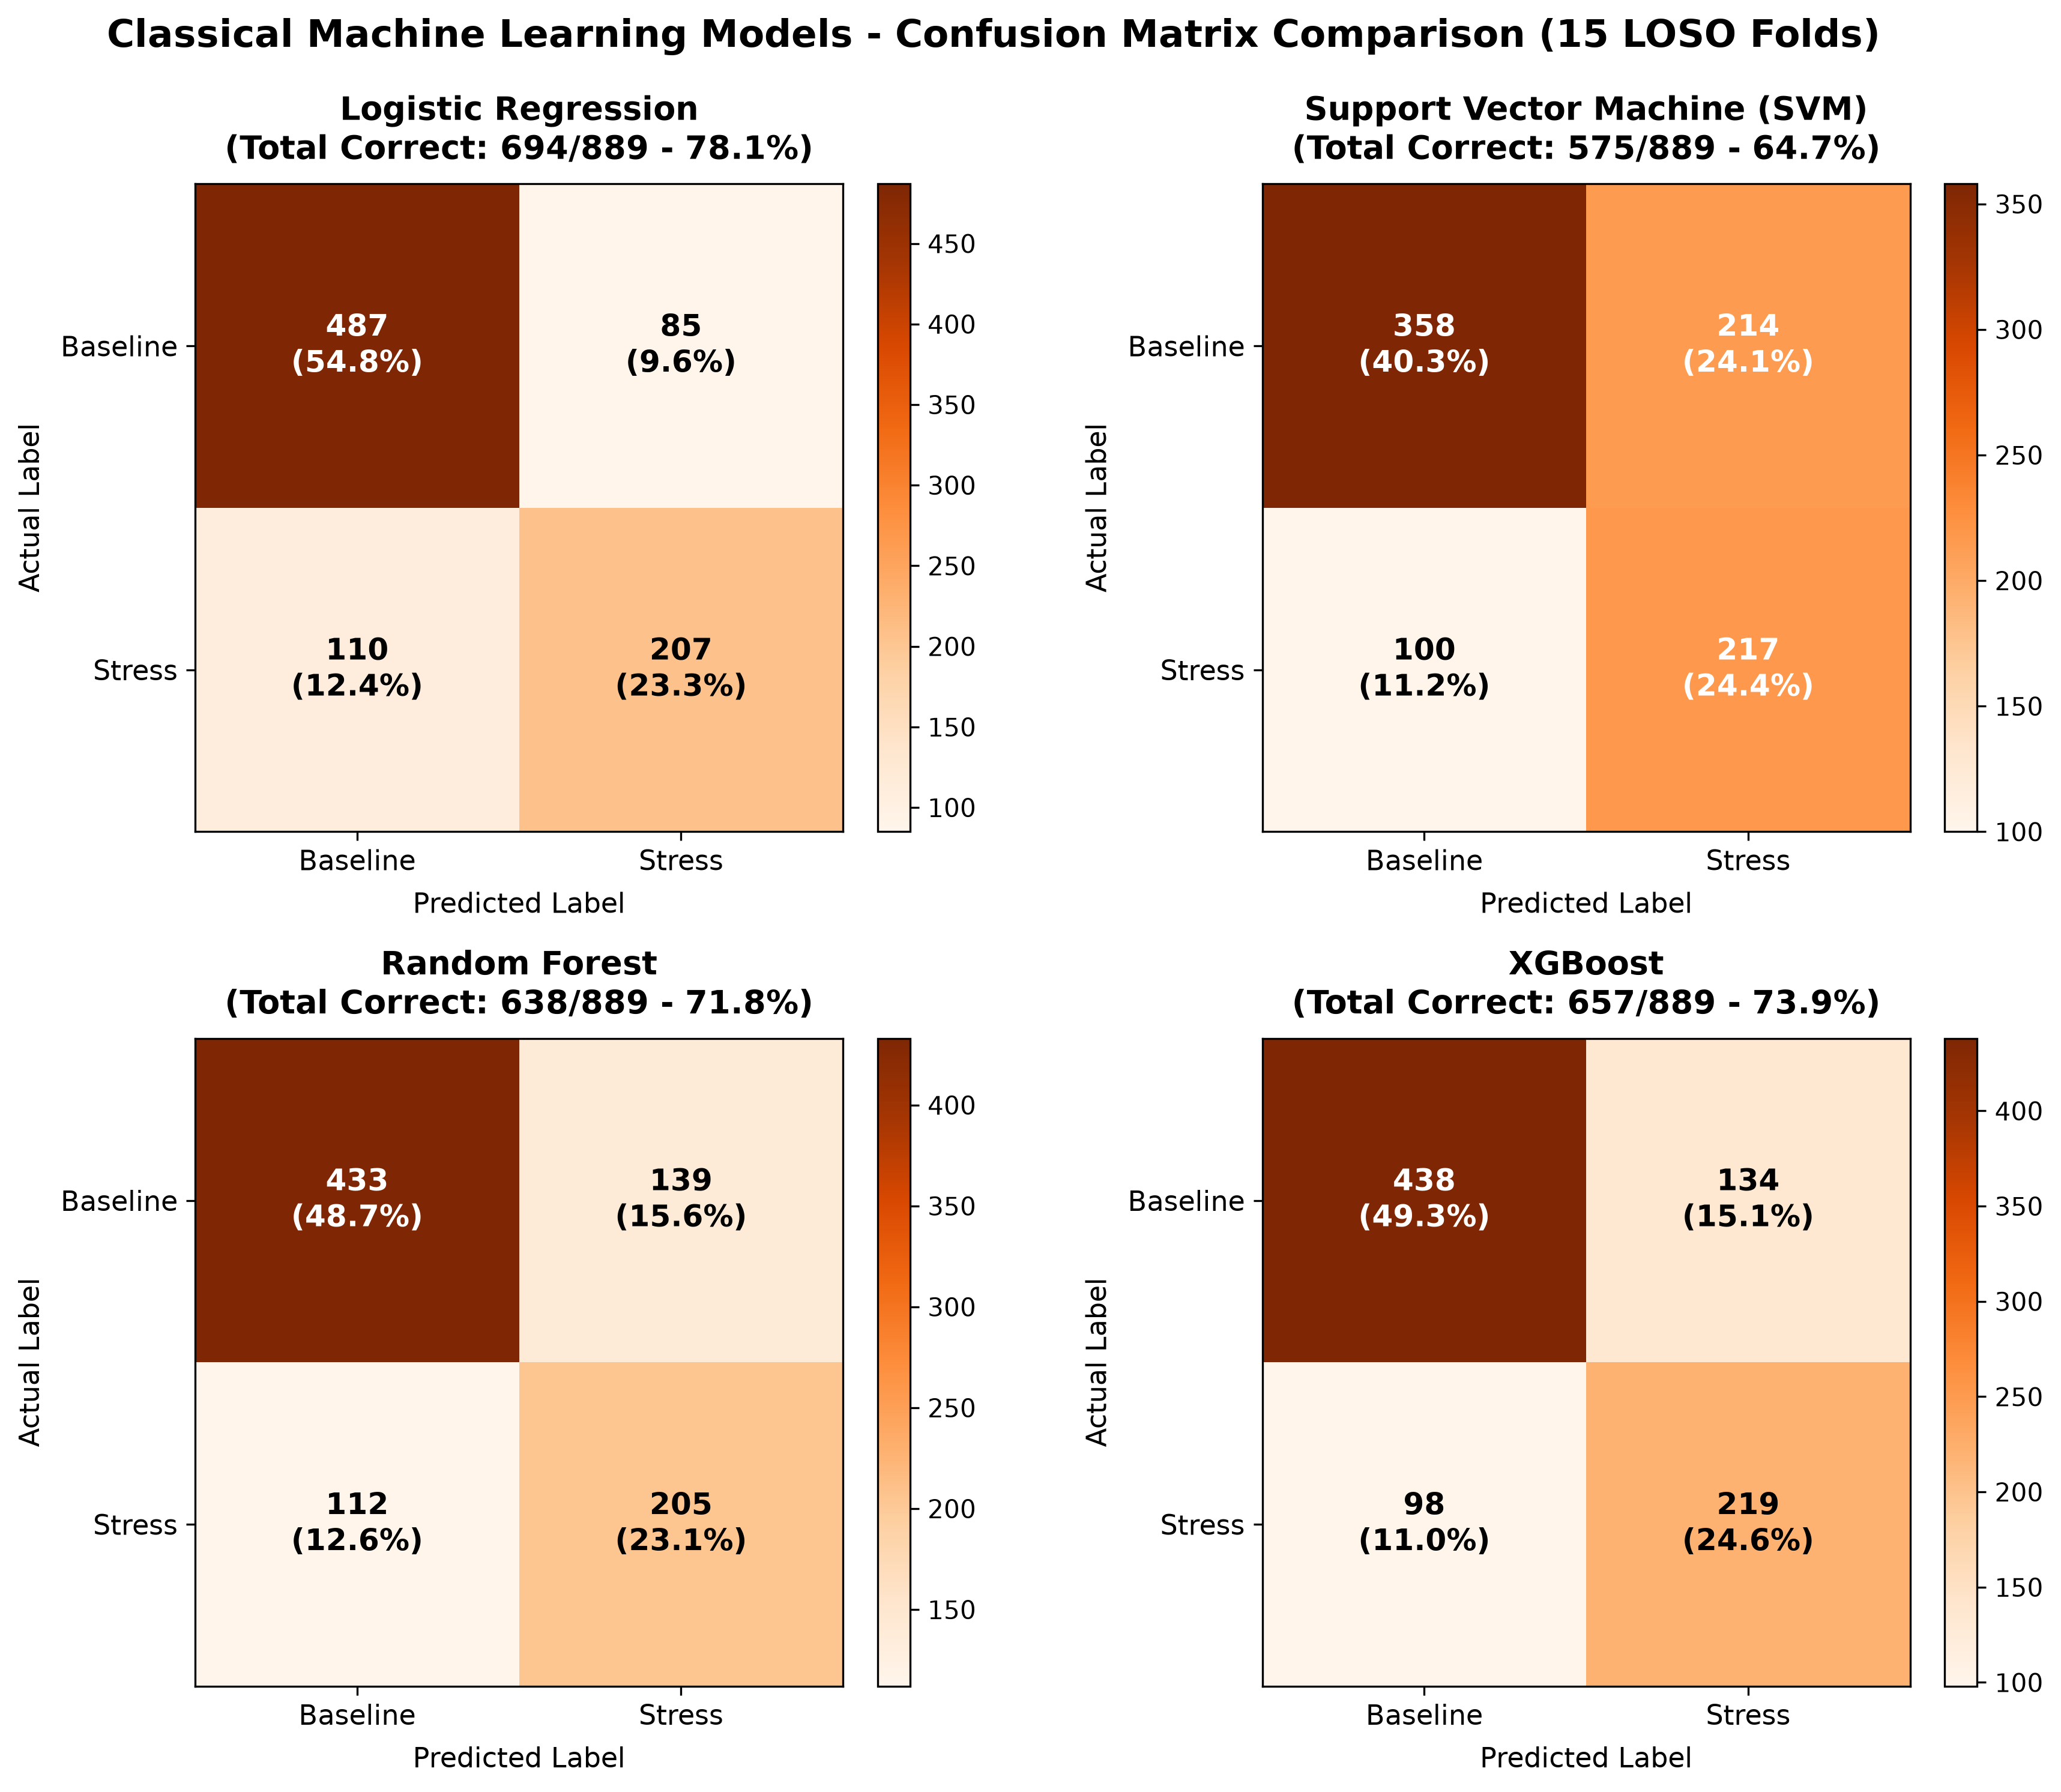 Classical Machine Learning Models - Confusion Matrix Comparison (15 LOSO Folds)
Logistic Regression
(Total Correct: 694/889 - 78.1%)
Actual Label
Baseline
Stress
487
(54.8%)
85
(9.6%)
110
(12.4%)
207
(23.3%)
Baseline
Stress
Predicted Label
450
400
350
300
250
200
150
100
Support Vector Machine (SVM)
(Total Correct: 575/889 - 64.7%)
Actual Label
Baseline
Stress
358
(40.3%)
214
(24.1%)
100
(11.2%)
217
(24.4%)
Baseline
Stress
Predicted Label
350
300
250
200
150
100
Random Forest
(Total Correct: 638/889 - 71.8%)
Actual Label
Baseline
Stress
433
(48.7%)
139
(15.6%)
112
(12.6%)
205
(23.1%)
Baseline
Stress
Predicted Label
400
350
300
250
200
150
XGBoost
(Total Correct: 657/889 - 73.9%)
Actual Label
Baseline
Stress
438
(49.3%)
134
(15.1%)
98
(11.0%)
219
(24.6%)
Baseline
Stress
Predicted Label
400
350
300
250
200
150
100